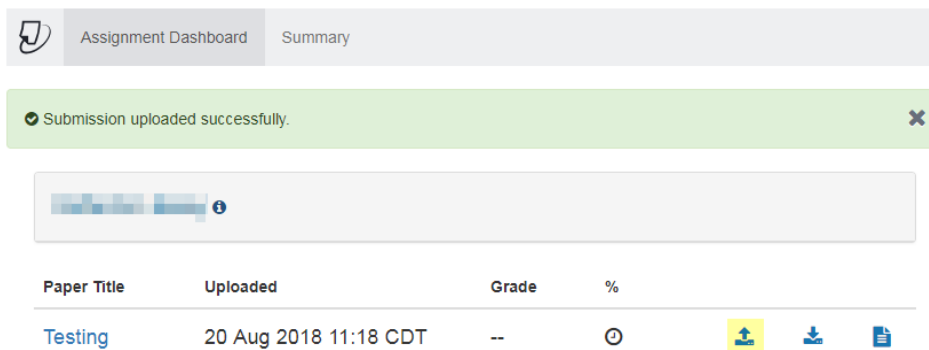 Assignment Dashboard Summary
Submission uploaded successfully.
Paper Title Uploaded Grade %
Testing 20 Aug 2018 11:18 CDT --